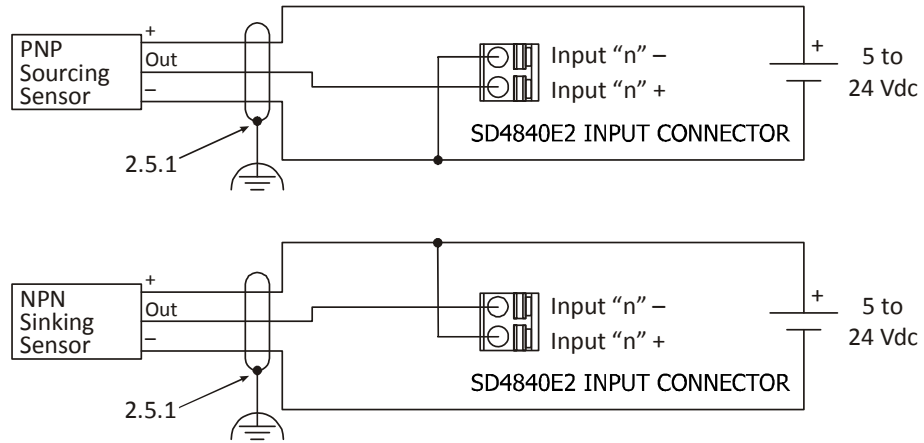 PNP
Sourcing
Sensor
+
Out
–
2.5.1
Input “n” –
Input “n” +
SD4840E2 INPUT CONNECTOR
+
5 to
24 Vdc
NPN
Sinking
Sensor
+
Out
–
2.5.1
Input “n” –
Input “n” +
SD4840E2 INPUT CONNECTOR
+
5 to
24 Vdc